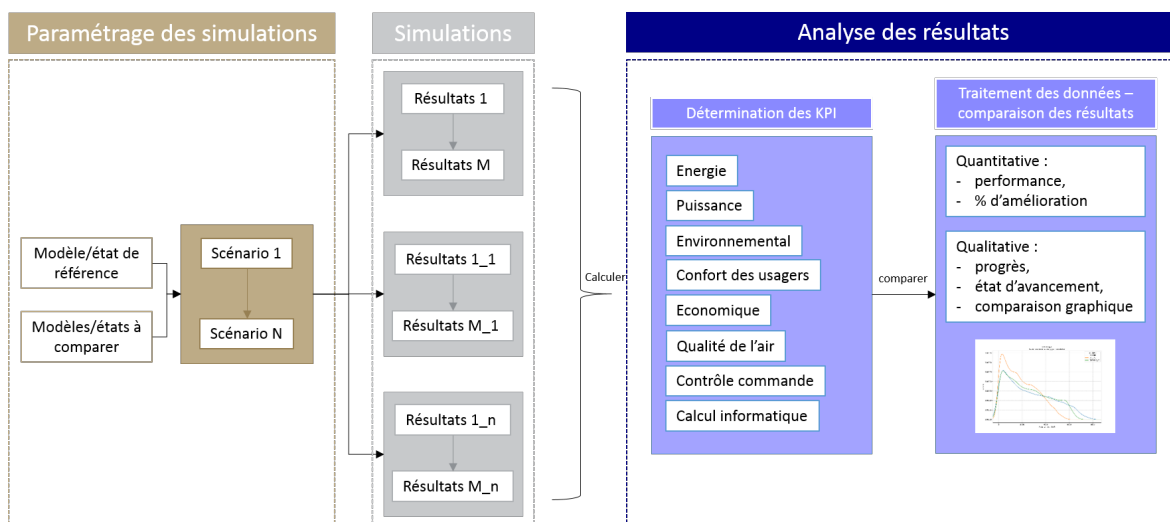 Paramétrage des simulations
Simulations
Analyse des résultats
Modèle/état de
référence
Modèles/états à
comparer
Scénario 1
Scénario N
Résultats 1
Résultats M
Résultats 1_1
Résultats M_1
Résultats 1_n
Résultats M_n
Calculer
Détermination des KPI
Energie
Puissance
Environnemental
Confort des usagers
Economique
Qualité de l’air
Contrôle commande
Calcul informatique
comparer
Traitement des données –
comparaison des résultats
Quantitative :
- performance,
- % d’amélioration
Qualitative :
- progrès,
- état d’avancement,
- comparaison graphique